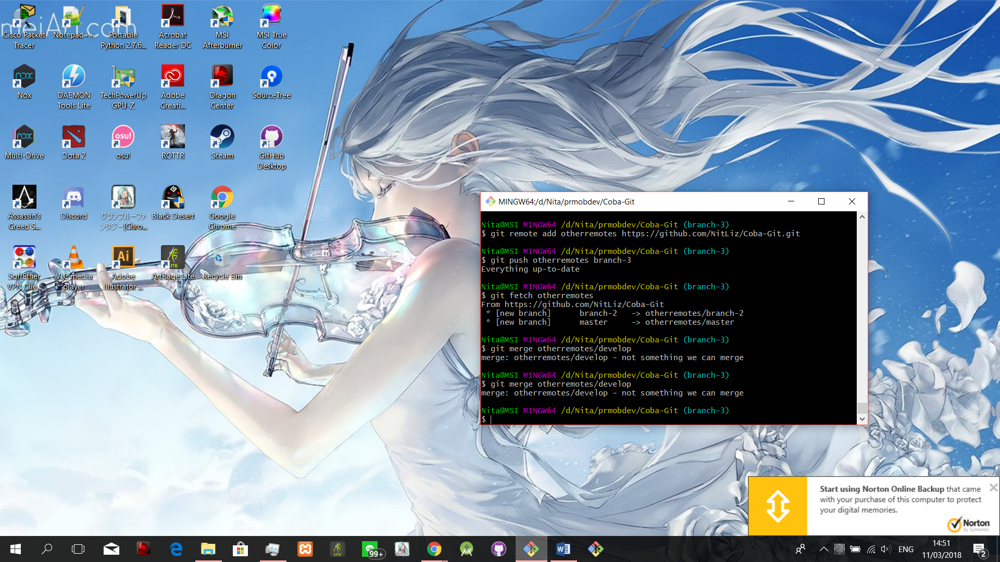 meiArt.com
Cisco Packet
Tracer
Notepad++
Portable
Python 2.7.6...
Acrobat
Reader DC
MSI
Afterburner
MSI True
Color
Nox
DAEMON
Tools Lite
TechPowerUp
GPU-Z
Adobe
Creati...
Dragon
Center
SourceTree
Multi-Drive
Dota 2
osu!
ROTTR
Steam
GitHub
Desktop
Assassin's
Creed S...
Discord
グランブルーファ
ンタジー[Chro...
Black Desert
Google
Chrome
SoftEther
VPN Clie...
VLC media
player
Adobe
Illustrator ...
ArtRage Lite
Recycle Bin
MINGW64:/d/Nita/prmobdev/Coba-Git
Nita@MSI MINGW64 /d/Nita/prmobdev/Coba-Git (branch-3)
$ git remote add otherremotes https://github.com/NitLiz/Coba-Git.git
Nita@MSI MINGW64 /d/Nita/prmobdev/Coba-Git (branch-3)
$ git push otherremotes branch-3
Everything up-to-date
Nita@MSI MINGW64 /d/Nita/prmobdev/Coba-Git (branch-3)
$ git fetch otherremotes
From https://github.com/NitLiz/Coba-Git
* [new branch] branch-2 -> otherremotes/branch-2
* [new branch] master -> otherremotes/master
Nita@MSI MINGW64 /d/Nita/prmobdev/Coba-Git (branch-3)
$ git merge otherremotes/develop
merge: otherremotes/develop - not something we can merge
Nita@MSI MINGW64 /d/Nita/prmobdev/Coba-Git (branch-3)
$ git merge otherremotes/develop
merge: otherremotes/develop - not something we can merge
Nita@MSI MINGW64 /d/Nita/prmobdev/Coba-Git (branch-3)
$
Start using Norton Online Backup that came
with your purchase of this computer to protect
your digital memories.
Norton
by Symantec
99+
ENG
14:51
11/03/2018
2